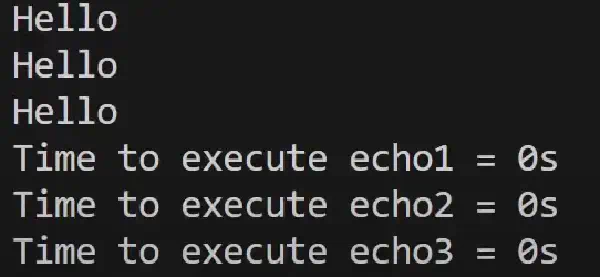 Hello
Hello
Hello
Time to execute echo1 = 0s
Time to execute echo2 = 0s
Time to execute echo3 = 0s